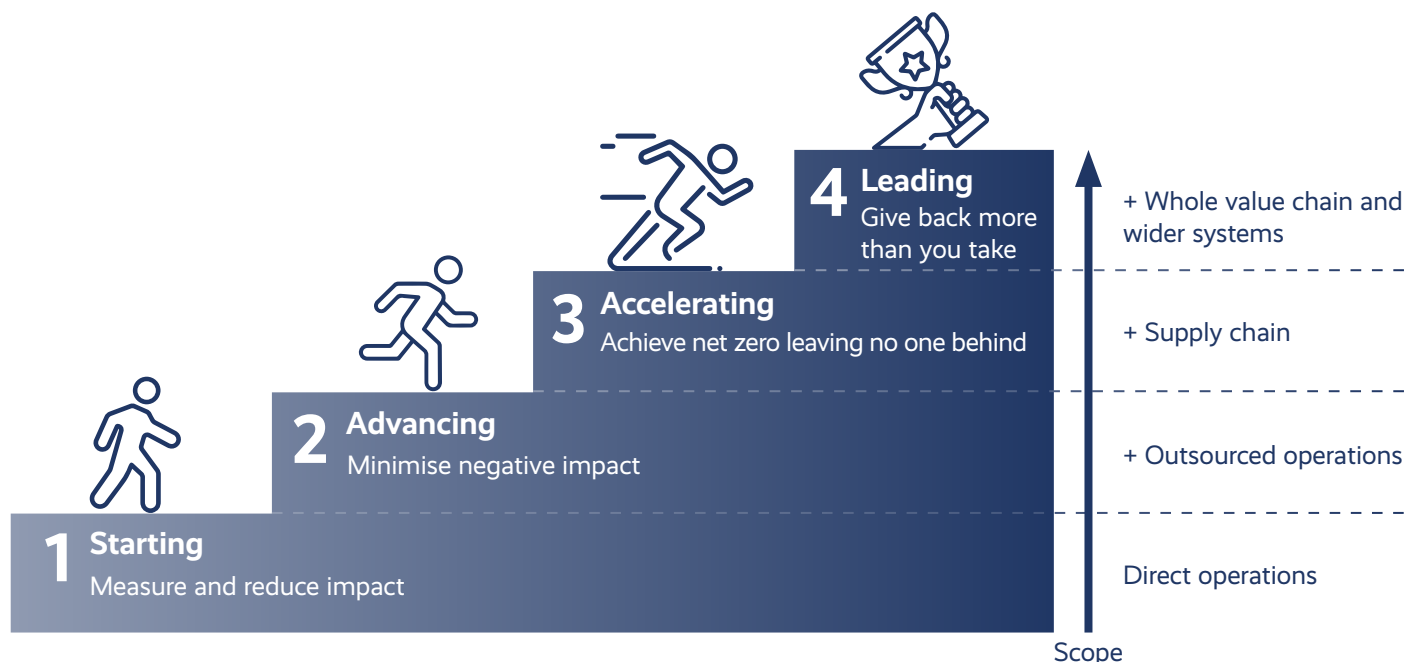 4 Leading
Give back more
than you take
+ Whole value chain and
wider systems
3 Accelerating
Achieve net zero leaving no one behind
+ Supply chain
2 Advancing
Minimise negative impact
+ Outsourced operations
1 Starting
Measure and reduce impact
Direct operations
Scope